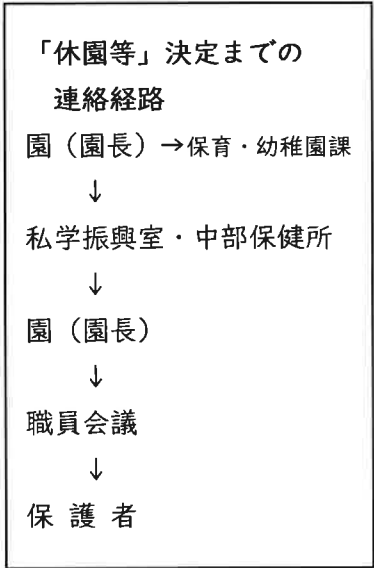 「休園等」決定までの
連絡経路
園（園長）→保育・幼稚園課
↓
私学振興室・中部保健所
↓
園（園長）
↓
職員会議
↓
保 護 者